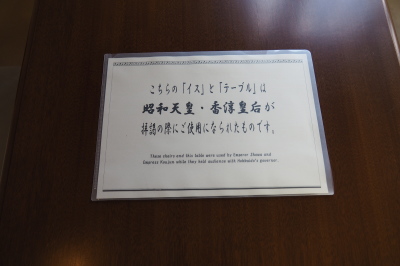 こちらの「イス」と「テーブル」は
昭和天皇・香淳皇后が
拝謁の際にご使用になられたものです。
These chairs and this table were used by Emperor Showa and
Empress Kojun while they held audience with Hokkaido's governor.